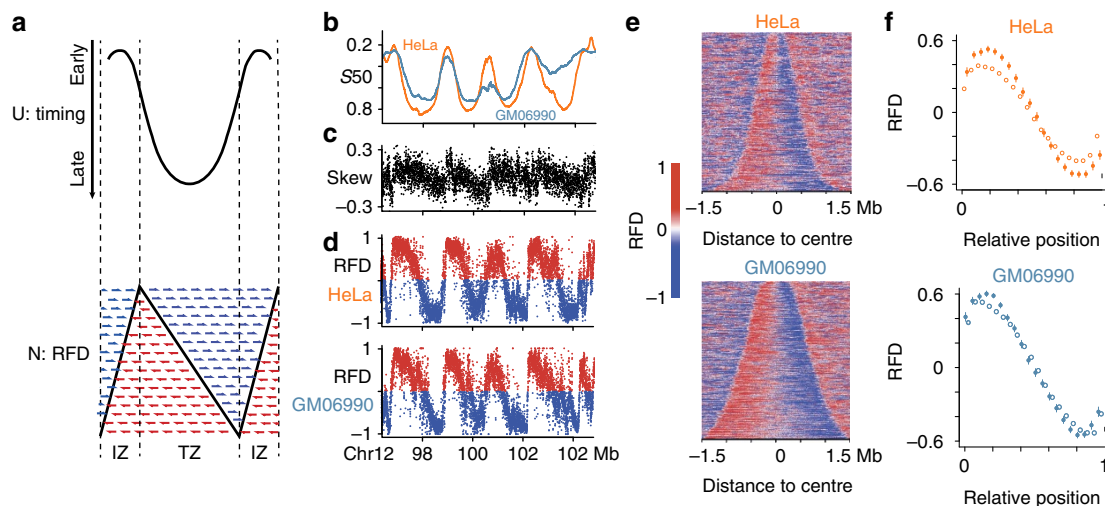 a
Early
U: timing
Late
N: RFD
IZ TZ IZ
b
HeLa
0.2
S50
0.8
GM06990
c
0.3
Skew
−0.3
d
1
RFD
HeLa
−1
1
RFD
GM06990
−1
Chr12 98 100 102 102 Mb
e
HeLa
−1.5 0 1.5 Mb
Distance to centre
1
RFD
0
−1
GM06990
−1.5 0 1.5 Mb
Distance to centre
f
HeLa
0.6
RFD
0
−0.6
0 1
Relative position
GM06990
0.6
RFD
0
−0.6
0 1
Relative position